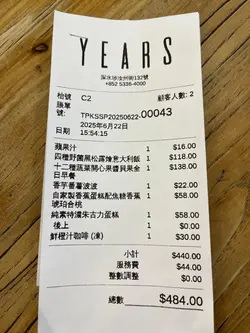 YEARS
深水埗汝州街132號
+852 5338-4000
枱號 C2 顧客人數: 2
賬單號: TPKSSP20250622-00043
日期 2025年6月22日 15:54:15
蘋果汁 1 $16.00
四種野菌黑松露燴意大利飯 1 $118.00
十二種蔬菓開心果醬貝果全日早餐 1 $138.00
香芋番薯波波 1 $22.00
自家製香蕉蛋糕配焦糖香蕉琥珀合桃 1 $58.00
純素特濃朱古力蛋糕 1 $58.00
後上 1 $0.00
鮮橙汁咖啡 (凍) 1 $30.00
小計 $440.00
服務費 $44.00
整數調整 $0.00
總數 $484.00